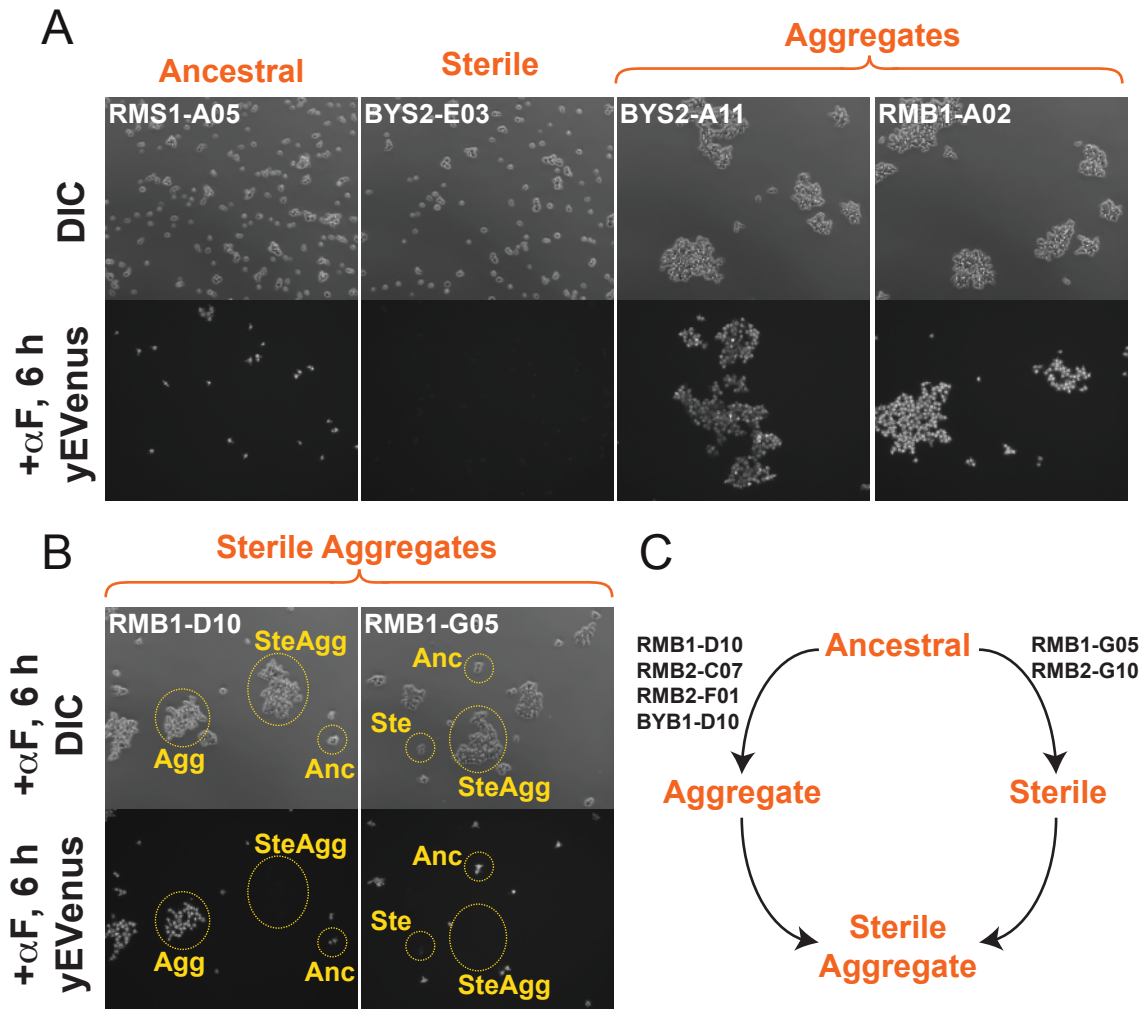 A
Ancestral
Sterile
Aggregates
RMS1-A05
BYS2-E03
BYS2-A11
RMB1-A02
DIC
+αF, 6 h
yEVenus
B
Sterile Aggregates
RMB1-D10
RMB1-G05
SteAgg
Agg
Anc
Anc
Ste
SteAgg
+αF, 6 h
DIC
SteAgg
Agg
Anc
Anc
Ste
SteAgg
+αF, 6 h
yEVenus
C
RMB1-D10
RMB2-C07
RMB2-F01
BYB1-D10
Ancestral
RMB1-G05
RMB2-G10
Aggregate
Sterile
Sterile
Aggregate